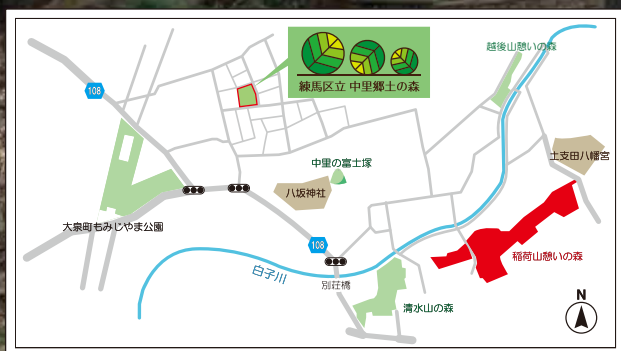 越後山憩いの森
練馬区立 中里郷土の森
108
土支田八幡宮
中里の富士塚
八坂神社
大泉町もみじやま公園
108
稲荷山憩いの森
白子川
別荘橋
清水山の森
N